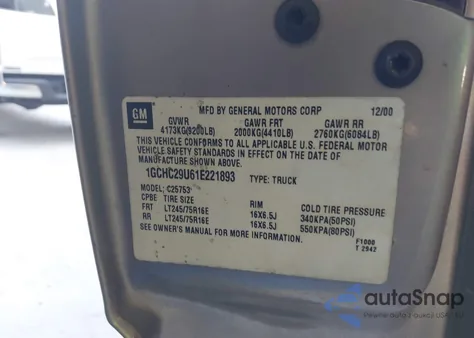 GM MFD BY GENERAL MOTORS CORP 12/00
GVWR GAWR FRT GAWR RR
4173KG(9200LB) 2000KG(4410LB) 2760KG(6084LB)
THIS VEHICLE CONFORMS TO ALL APPLICABLE U.S. FEDERAL MOTOR
VEHICLE SAFETY STANDARDS IN EFFECT ON THE DATE OF
MANUFACTURE SHOWN ABOVE.
1GCHC29U61E221893 TYPE: TRUCK
MODEL: C25753
CPBE TIRE SIZE RIM COLD TIRE PRESSURE
FRT LT245/75R16E 16X6.5J 340KPA(50PSI)
RR LT245/75R16E 16X6.5J 550KPA(80PSI)
SEE OWNER'S MANUAL FOR MORE INFORMATION.
F1000
T 2942
autoSnap